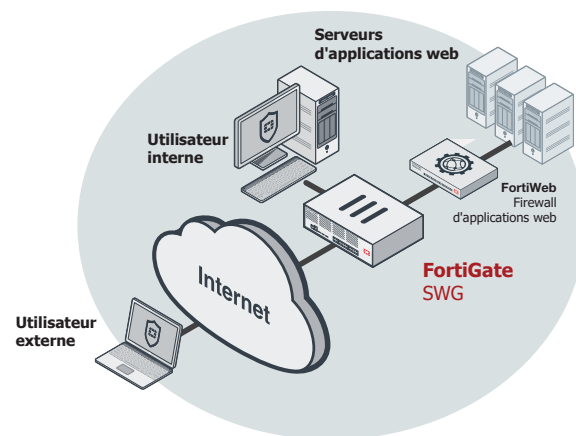 Serveurs
d'applications web
Utilisateur
interne
FortiWeb
Firewall
d'applications web
FortiGate
SWG
Internet
Utilisateur
externe